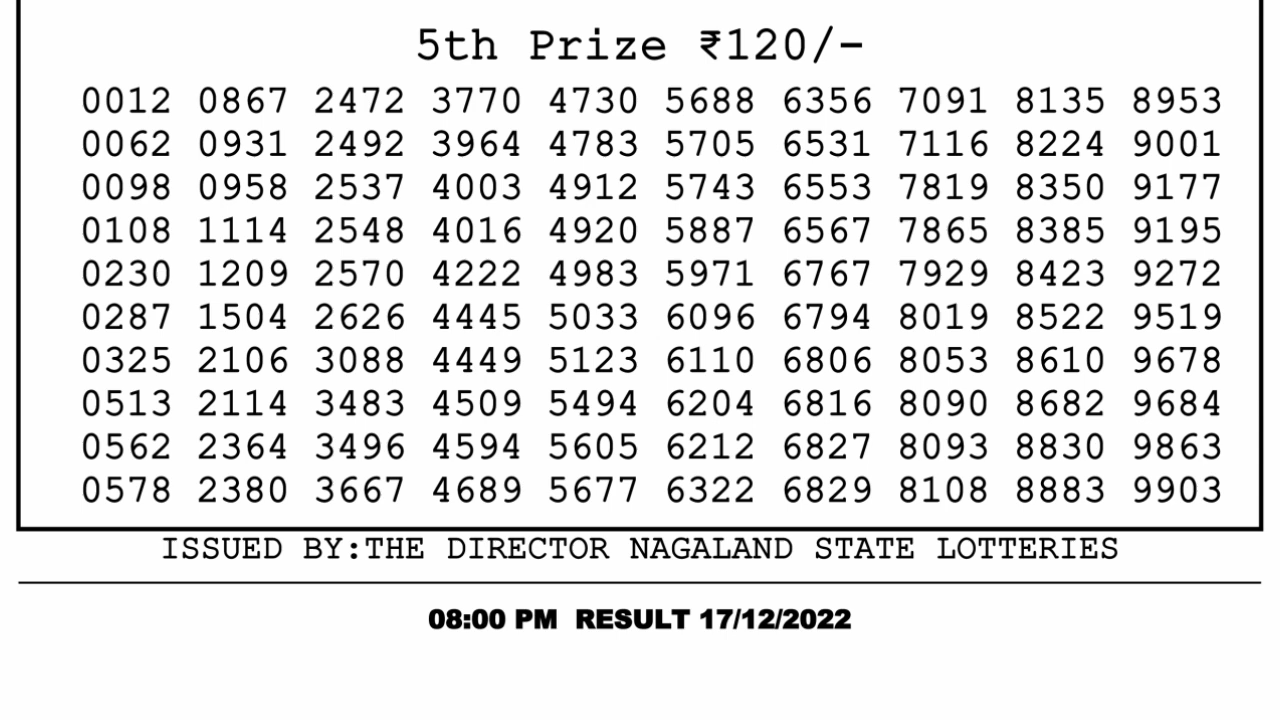 5th Prize ₹120/-
0012 0867 2472 3770 4730 5688 6356 7091 8135 8953
0062 0931 2492 3964 4783 5705 6531 7116 8224 9001
0098 0958 2537 4003 4912 5743 6553 7819 8350 9177
0108 1114 2548 4016 4920 5887 6567 7865 8385 9195
0230 1209 2570 4222 4983 5971 6767 7929 8423 9272
0287 1504 2626 4445 5033 6096 6794 8019 8522 9519
0325 2106 3088 4449 5123 6110 6806 8053 8610 9678
0513 2114 3483 4509 5494 6204 6816 8090 8682 9684
0562 2364 3496 4594 5605 6212 6827 8093 8830 9863
0578 2380 3667 4689 5677 6322 6829 8108 8883 9903
ISSUED BY:THE DIRECTOR NAGALAND STATE LOTTERIES
08:00 PM RESULT 17/12/2022